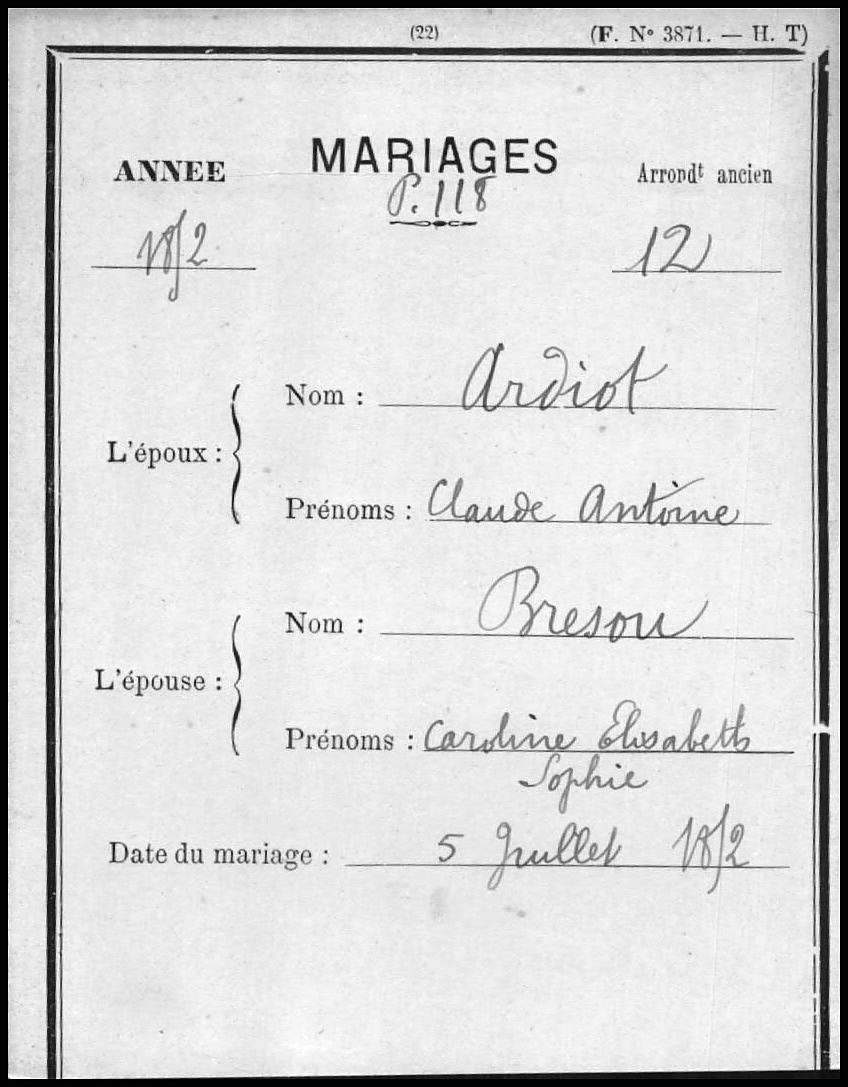 (22) (F. Nº 3871. — H. T)
MARIAGES
ANNEE Arrondt ancien
P. 118
1812 12
Nom : Ardiot
L'époux :
Prénoms : Claude Antoine
Nom : Bresou
L'épouse :
Prénoms : Caroline Elisabeth
Sophie
Date du mariage : 5 Juillet 1812